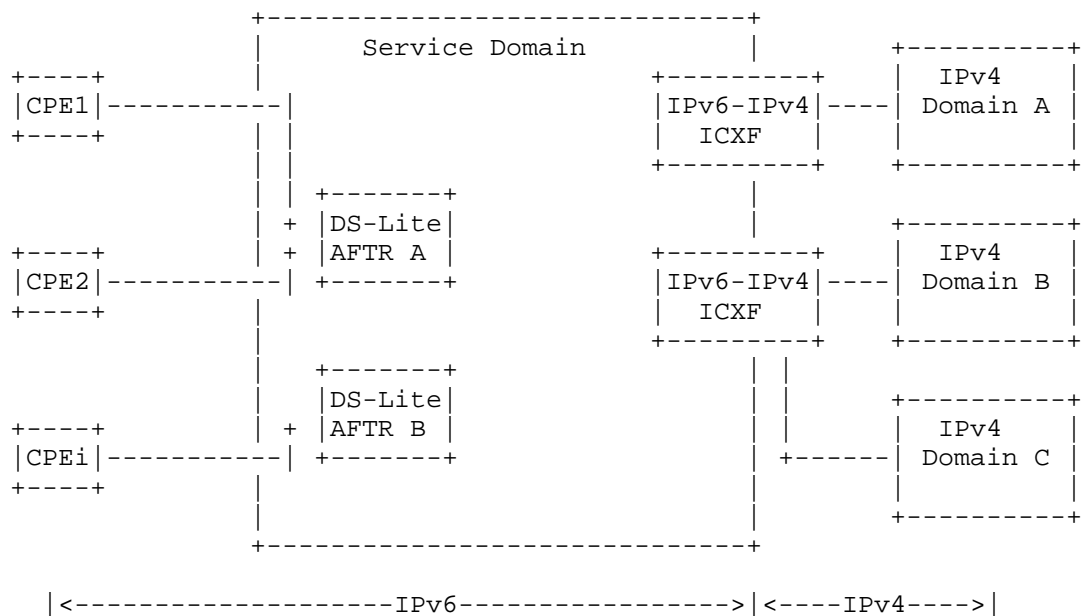 Service Domain
IPv4
CPE1 IPv6-IPv4 Domain A
ICXF
DS-Lite
AFTR A IPv4
CPE2 IPv6-IPv4 Domain B
ICXF
DS-Lite
AFTR B IPv4
CPEi Domain C
IPv6 IPv4